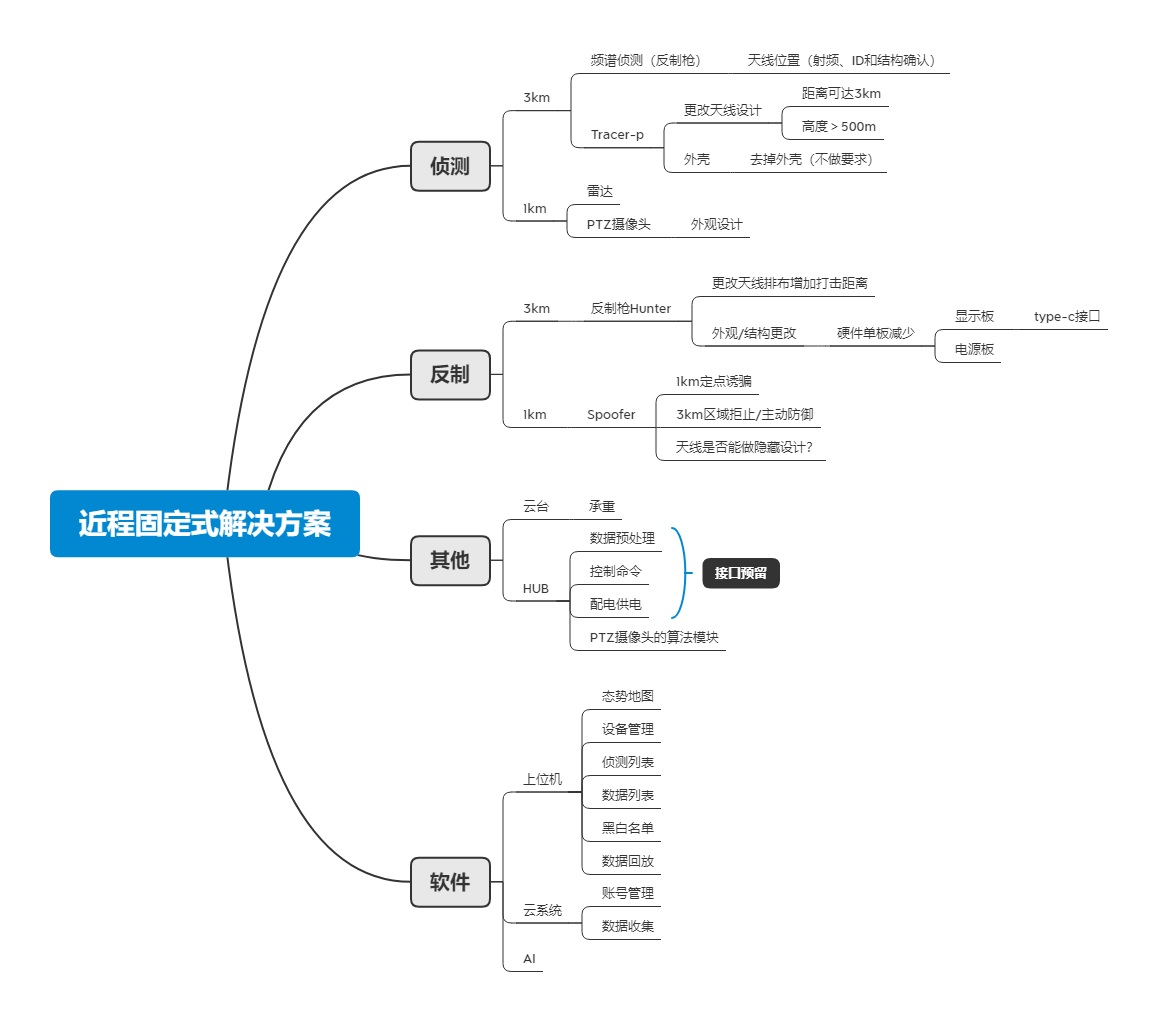 近程固定式解决方案
侦测
3km
频谱侦测（反制枪）
天线位置（射频、ID和结构确认）
Tracer-p
更改天线设计
距离可达3km
高度＞500m
外壳
去掉外壳（不做要求）
1km
雷达
PTZ摄像头
外观设计
反制
3km
反制枪Hunter
更改天线排布增加打击距离
外观/结构更改
硬件单板减少
显示板
type-c接口
电源板
1km
Spoofer
1km定点诱骗
3km区域拒止/主动防御
天线是否能做隐藏设计？
其他
云台
承重
HUB
数据预处理
控制命令
配电供电
接口预留
PTZ摄像头的算法模块
软件
上位机
态势地图
设备管理
侦测列表
数据列表
黑白名单
数据回放
云系统
账号管理
数据收集
AI